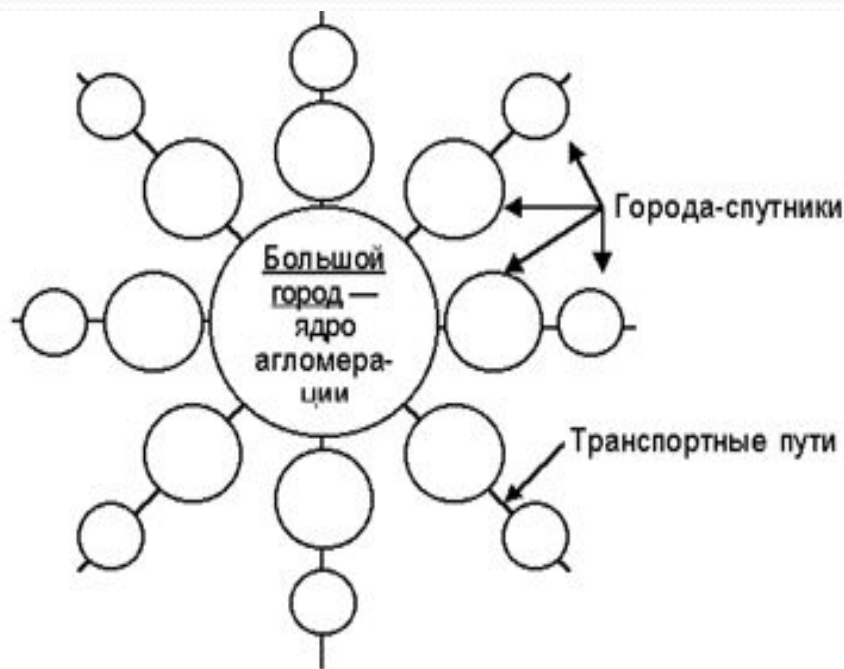 Большой
город —
ядро
агломера-
ции
Города-спутники
Транспортные пути